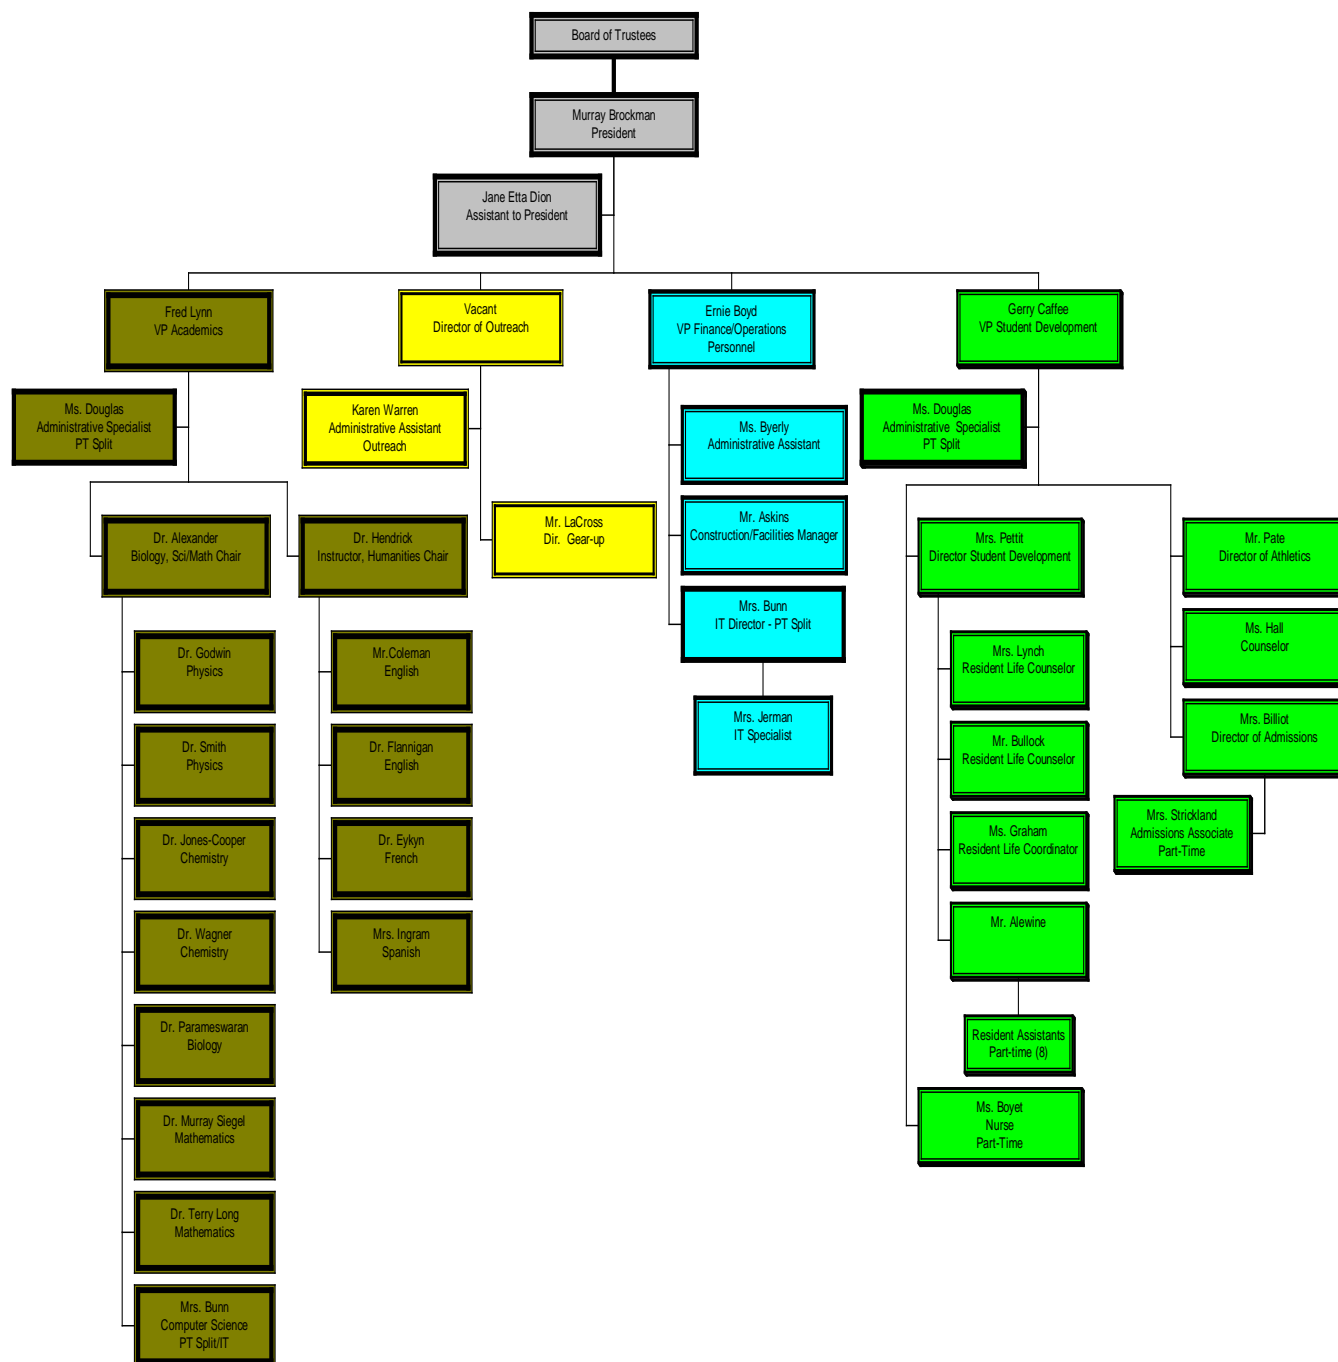 Board of Trustees
Murray Brockman
President
Jane Etta Dion
Assistant to President
Fred Lynn
VP Academics
Vacant
Director of Outreach
Ernie Boyd
VP Finance/Operations
Personnel
Gerry Caffee
VP Student Development
Ms. Douglas
Administrative Specialist
PT Split
Karen Warren
Administrative Assistant
Outreach
Ms. Byerly
Administrative Assistant
Ms. Douglas
Administrative  Specialist
PT Split
Dr. Alexander
Biology, Sci/Math Chair
Dr. Hendrick
Instructor, Humanities Chair
Mr. LaCross
Dir.  Gear-up
Mr. Askins
Construction/Facilities Manager
Mrs. Pettit
Director Student Development
Mr. Pate
Director of Athletics
Dr. Godwin
Physics
Mr.Coleman
English
Mrs. Bunn
IT Director - PT Split
Mrs. Lynch
Resident Life Counselor
Ms. Hall
Counselor
Dr. Smith
Physics
Dr. Flannigan
English
Mrs. Jerman
IT Specialist
Mr. Bullock
Resident Life Counselor
Mrs. Billiot
Director of Admissions
Dr. Jones-Cooper
Chemistry
Dr. Eykyn
French
Ms. Graham
Resident Life Coordinator
Mrs. Strickland
Admissions Associate
Part-Time
Dr. Wagner
Chemistry
Mrs. Ingram
Spanish
Mr. Alewine
Dr. Parameswaran
Biology
Resident Assistants
Part-time (8)
Dr. Murray Siegel
Mathematics
Ms. Boyet
Nurse
Part-Time
Dr. Terry Long
Mathematics
Mrs. Bunn
Computer Science
PT Split/IT